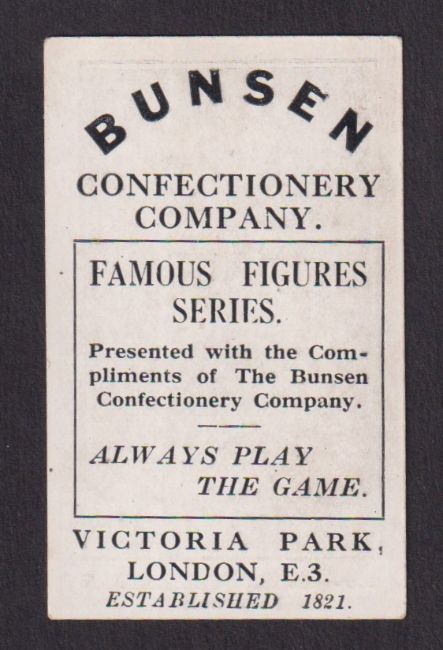 BUNSEN
CONFECTIONERY
COMPANY.
FAMOUS FIGURES
SERIES.
Presented with the Com-
pliments of The Bunsen
Confectionery Company.
ALWAYS PLAY
THE GAME.
VICTORIA PARK,
LONDON, E.3.
ESTABLISHED 1821.